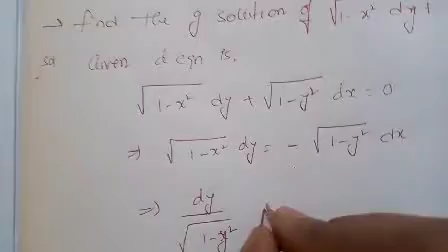 → find the g solution of √1-x² dy +
so Given d eqn is.
√1-x² dy + √1-y² dx = 0
⇒ √1-x² dy = - √1-y² dx
⇒) dy / √1-y²